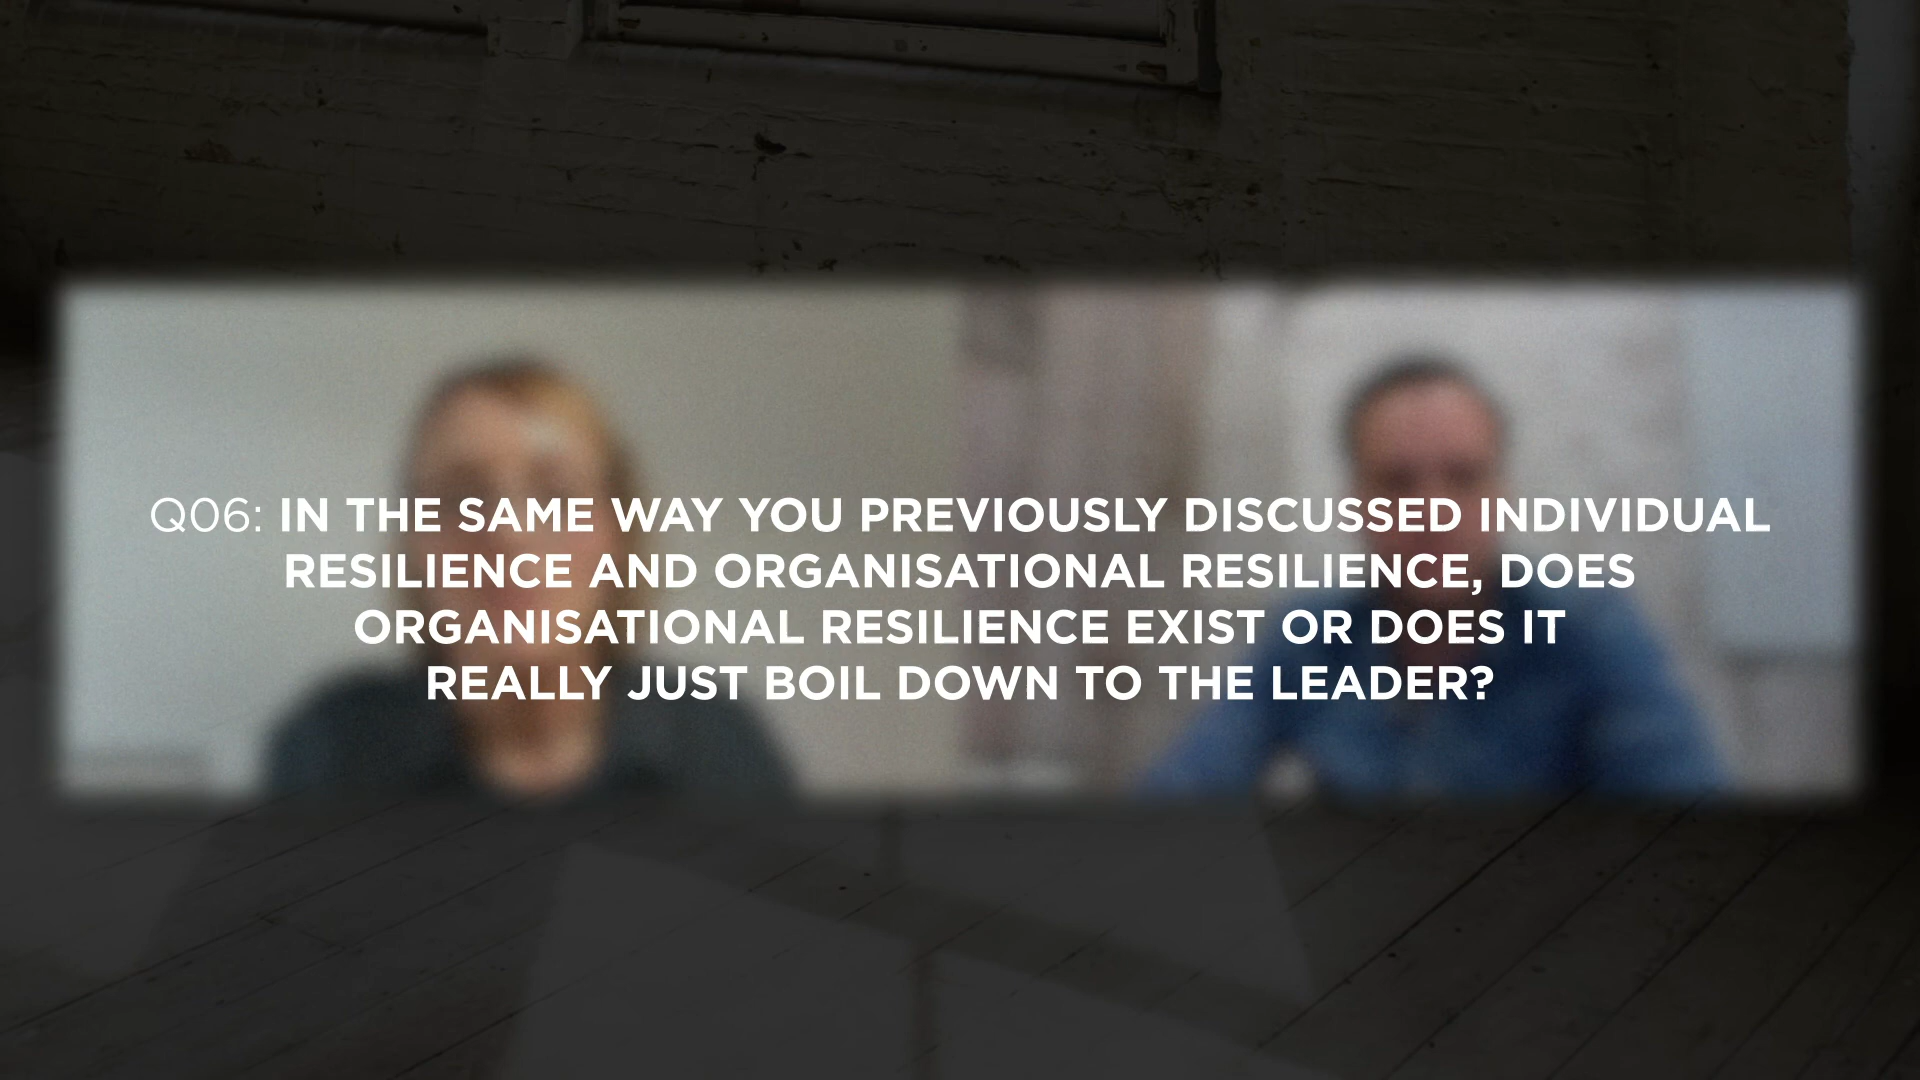 Q06: IN THE SAME WAY YOU PREVIOUSLY DISCUSSED INDIVIDUAL
RESILIENCE AND ORGANISATIONAL RESILIENCE, DOES
ORGANISATIONAL RESILIENCE EXIST OR DOES IT
REALLY JUST BOIL DOWN TO THE LEADER?